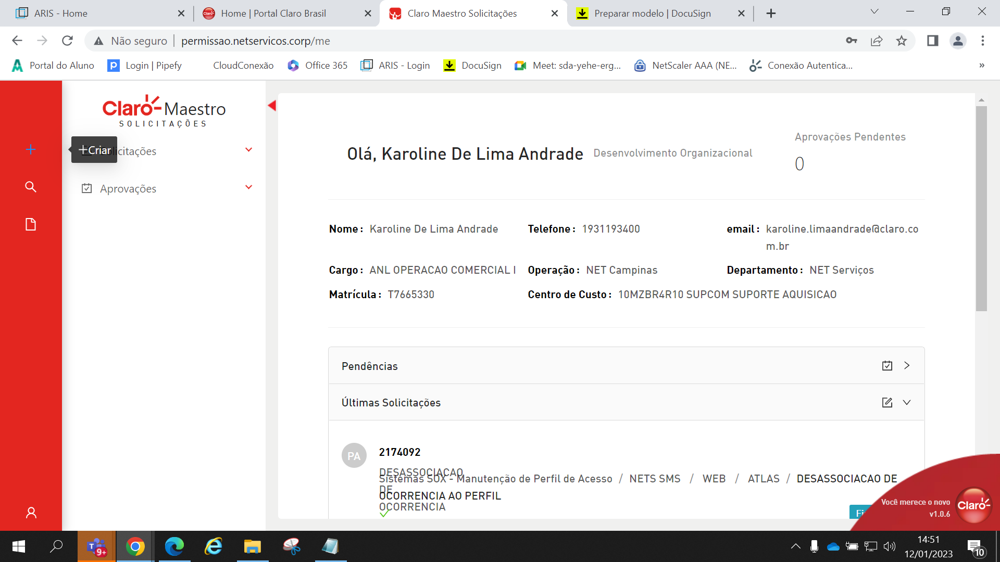 ARIS - Home
Home | Portal Claro Brasil
Claro Maestro Solicitações
Preparar modelo | DocuSign
Não seguro
permissao.netservicos.corp/me
Portal do Aluno
Login | Pipefy
CloudConexão
Office 365
ARIS - Login
DocuSign
Meet: sda-yehe-erg...
NetScaler AAA (NE...
Conexão Autentica...
»
Claro Maestro
SOLICITAÇÕES
+Criar
licitações
Aprovações
Olá, Karoline De Lima Andrade
Desenvolvimento Organizacional
Aprovações Pendentes
0
Nome: Karoline De Lima Andrade
Telefone: 1931193400
email: karoline.limaandrade@claro.co
m.br
Cargo: ANL OPERACAO COMERCIAL I
Operação: NET Campinas
Departamento: NET Serviços
Matrícula: T7665330
Centro de Custo: 10MZBR4R10 SUPCOM SUPORTE AQUISICAO
Pendências
Últimas Solicitações
PA
2174092
DESASSOCIACAO
Sistemas SOX - Manutenção de Perfil de Acesso / NETS SMS / WEB / ATLAS / DESASSOCIACAO DE
DE
OCORRENCIA AO PERFIL
OCORRENCIA
Fi
Você merece o novo
v1.0.6
Claro
T
9+
14:51
12/01/2023
10